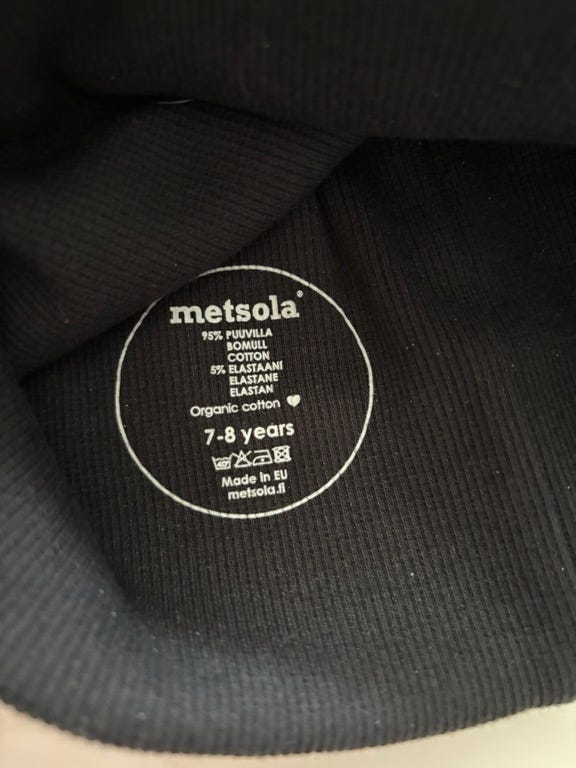 metsola®
95% PUUVILLA
BOMULL
COTTON
5% ELASTAANI
ELASTANE
ELASTAN
Organic cotton
7-8 years
40°
Made in EU
metsola.fi